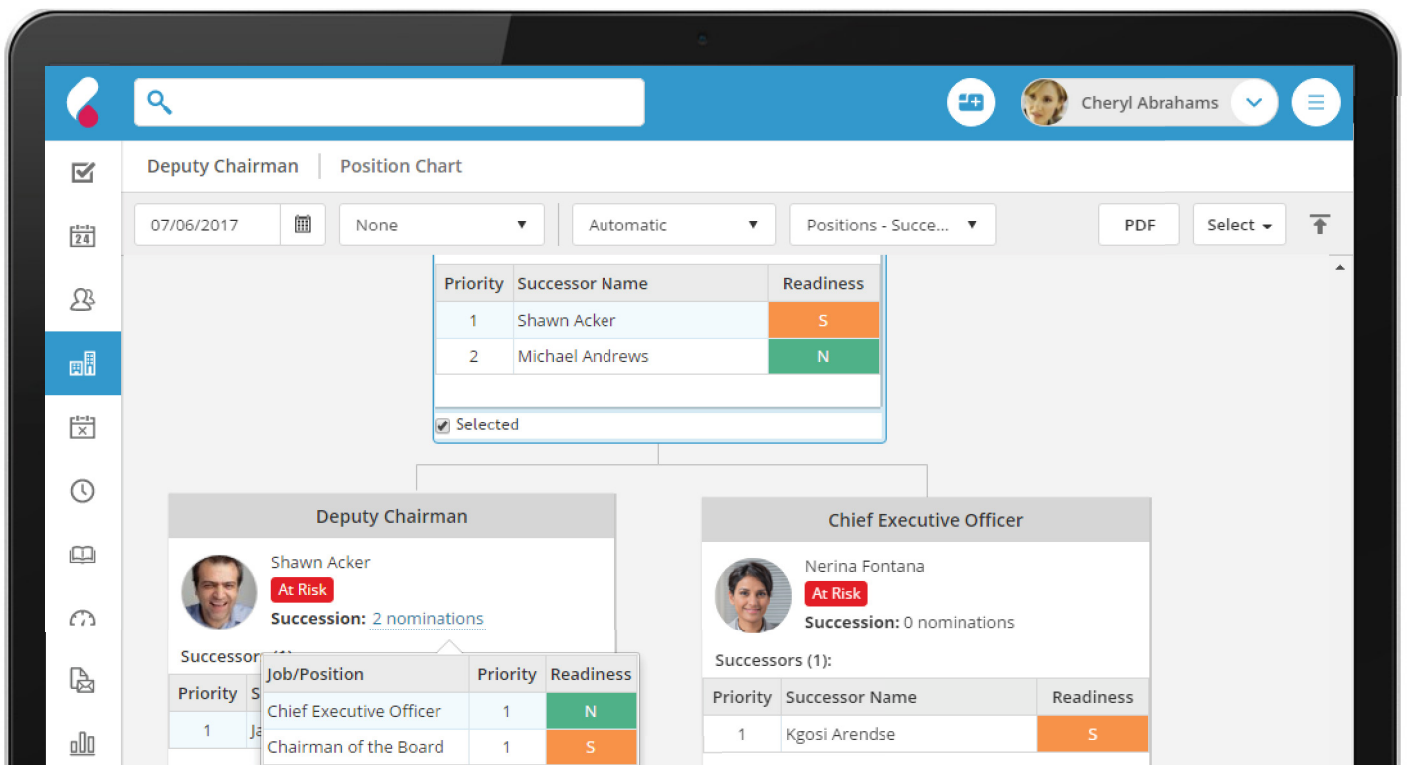 Cheryl Abrahams
Deputy Chairman | Position Chart
24
07/06/2017 None Automatic Positions - Succe... PDF Select
Priority Successor Name Readiness
1 Shawn Acker S
2 Michael Andrews N
Selected
Deputy Chairman
Shawn Acker
At Risk
Succession: 2 nominations
Priority
1
Job/Position Priority Readiness
Chief Executive Officer 1 N
Chairman of the Board 1 S
Chief Executive Officer
Nerina Fontana
At Risk
Succession: 0 nominations
Successors (1):
Priority Successor Name Readiness
1 Kgosi Arendse S